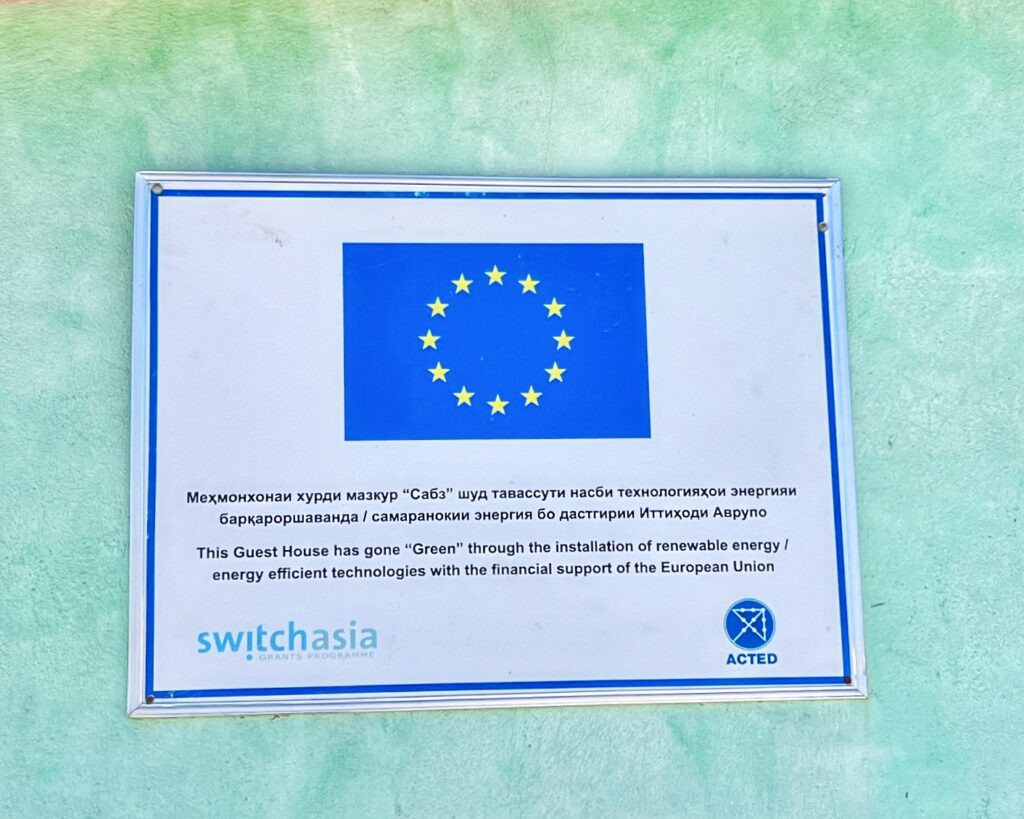 Меҳмонхонаи хурди мазкур “Сабз” шуд тавассути насби технологияҳои энергияи
барқароршаванда / самаранокии энергия бо дастгирии Иттиҳоди Аврупо
This Guest House has gone “Green” through the installation of renewable energy /
energy efficient technologies with the financial support of the European Union
switchasia
GRANTS PROGRAMME
ACTED